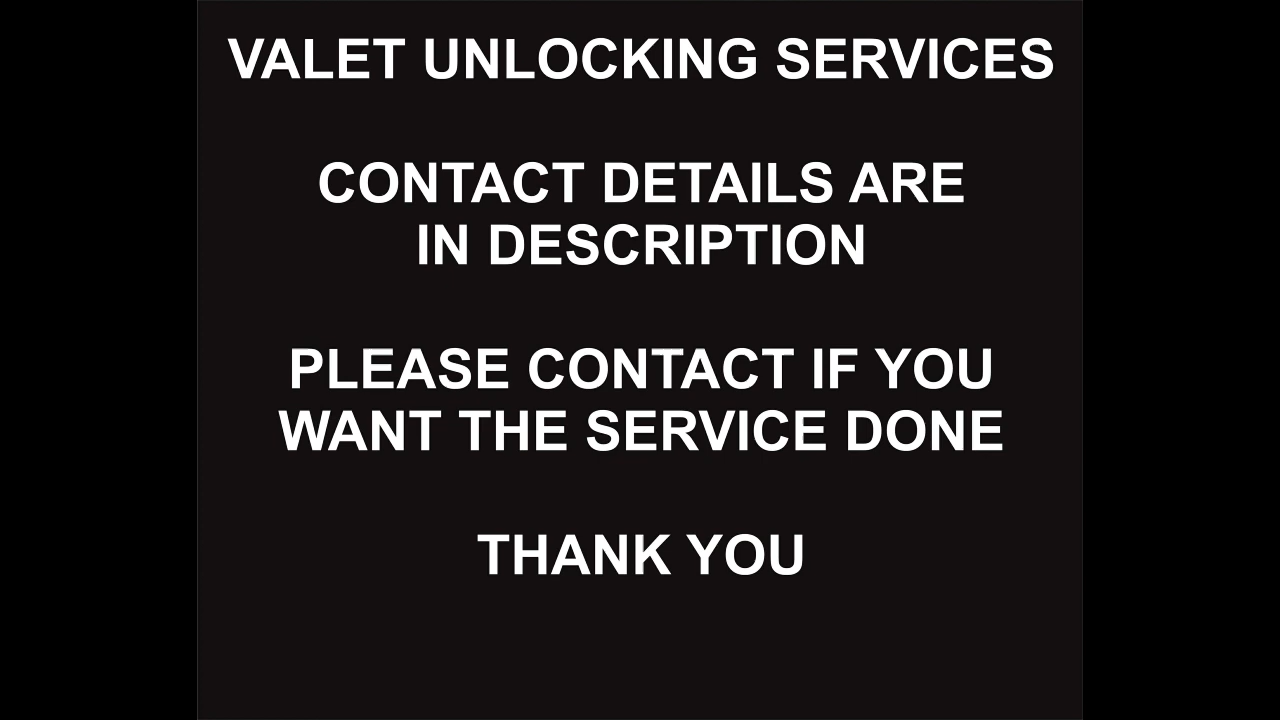 VALET UNLOCKING SERVICES
CONTACT DETAILS ARE
IN DESCRIPTION
PLEASE CONTACT IF YOU
WANT THE SERVICE DONE
THANK YOU